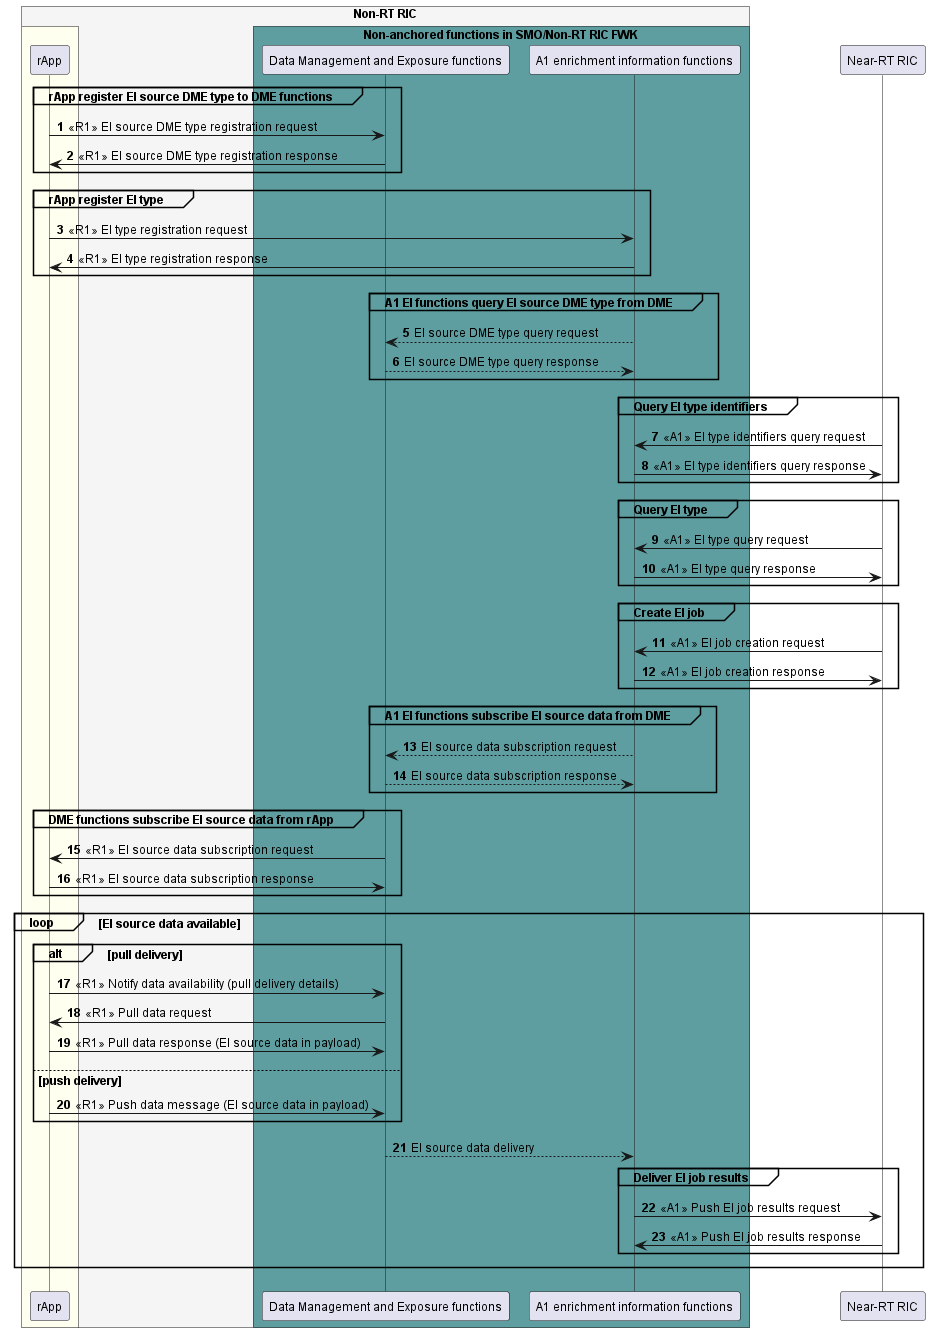 Non-RT RIC
Non-anchored functions in SMO/Non-RT RIC FWK
rApp
Data Management and Exposure functions
A1 enrichment information functions
Near-RT RIC
rApp register EI source DME type to DME functions
1 «R1» EI source DME type registration request
2 «R1» EI source DME type registration response
rApp register EI type
3 «R1» EI type registration request
4 «R1» EI type registration response
A1 EI functions query EI source DME type from DME
5 EI source DME type query request
6 EI source DME type query response
Query EI type identifiers
7 «A1» EI type identifiers query request
8 «A1» EI type identifiers query response
Query EI type
9 «A1» EI type query request
10 «A1» EI type query response
Create EI job
11 «A1» EI job creation request
12 «A1» EI job creation response
A1 EI functions subscribe EI source data from DME
13 EI source data subscription request
14 EI source data subscription response
DME functions subscribe EI source data from rApp
15 «R1» EI source data subscription request
16 «R1» EI source data subscription response
loop [EI source data available]
alt [pull delivery]
17 «R1» Notify data availability (pull delivery details)
18 «R1» Pull data request
19 «R1» Pull data response (EI source data in payload)
[push delivery]
20 «R1» Push data message (EI source data in payload)
21 EI source data delivery
Deliver EI job results
22 «A1» Push EI job results request
23 «A1» Push EI job results response
rApp
Data Management and Exposure functions
A1 enrichment information functions
Near-RT RIC